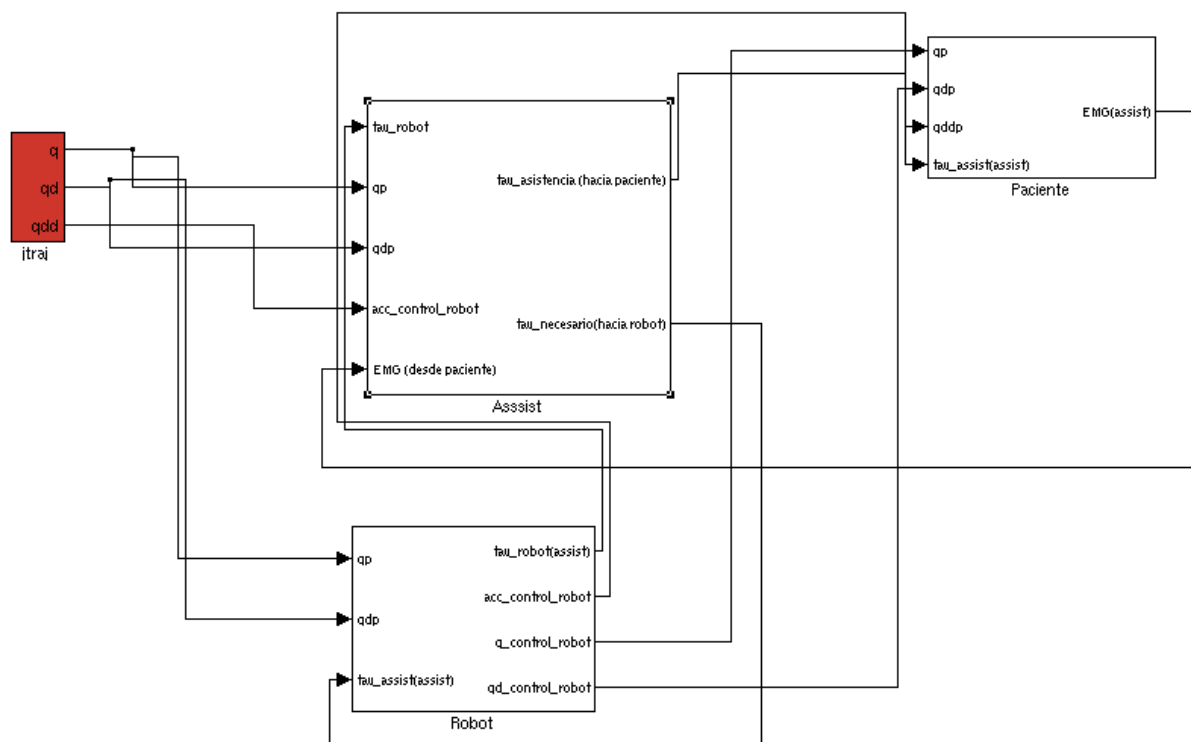 q
qd
qdd
jtraj
tau_robot
qp
qdp
acc_control_robot
EMG (desde paciente)
tau_asistencia (hacia paciente)
tau_necesario(hacia robot)
Asssist
qp
qdp
qddp
tau_assist(assist)
EMG(assist)
Paciente
qp
qdp
tau_assist(assist)
tau_robot(assist)
acc_control_robot
q_control_robot
qd_control_robot
Robot